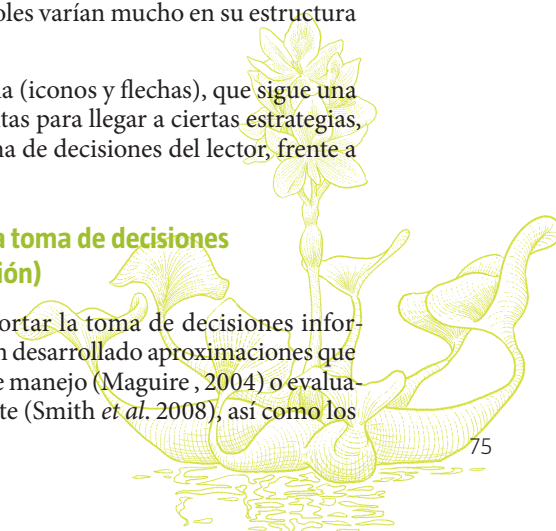 oles varían mucho en su estructura
a (iconos y flechas), que sigue una
tas para llegar a ciertas estrategias,
na de decisiones del lector, frente a
a toma de decisiones
ión)
ortar la toma de decisiones infor-
n desarrollado aproximaciones que
e manejo (Maguire , 2004) o evalua-
te (Smith et al. 2008), así como los
75